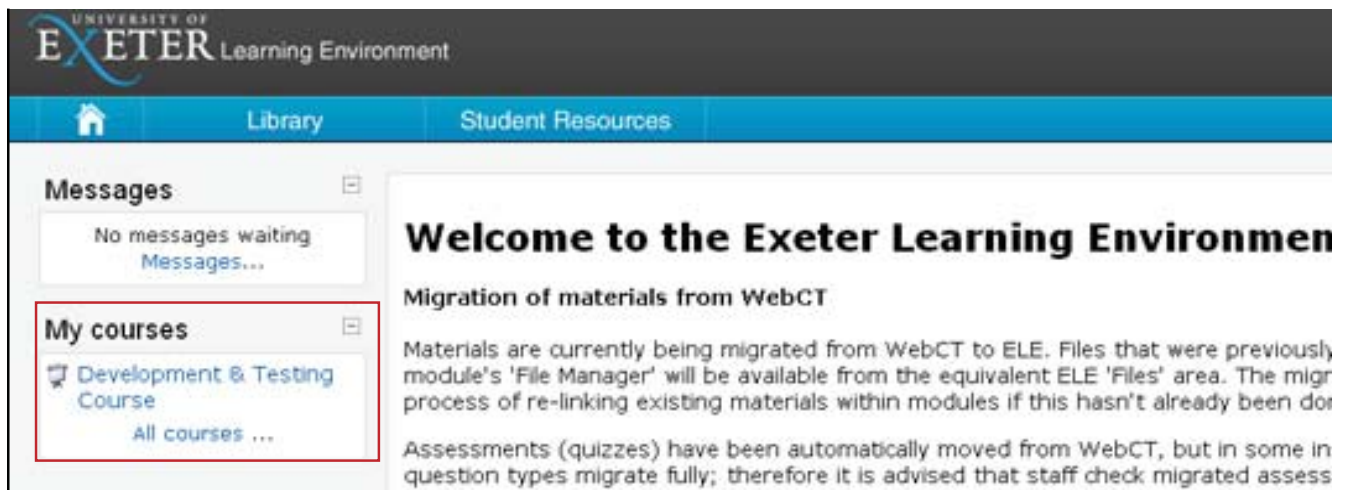 UNIVERSITY OF
EXETER Learning Environment
Library
Student Resources
Messages
No messages waiting
Messages...
My courses
Development & Testing
Course
All courses ...
Welcome to the Exeter Learning Environmen
Migration of materials from WebCT
Materials are currently being migrated from WebCT to ELE. Files that were previously
module's 'File Manager' will be available from the equivalent ELE 'Files' area. The migr
process of re-linking existing materials within modules if this hasn't already been dor
Assessments (quizzes) have been automatically moved from WebCT, but in some in
question types migrate fully; therefore it is advised that staff check migrated assess